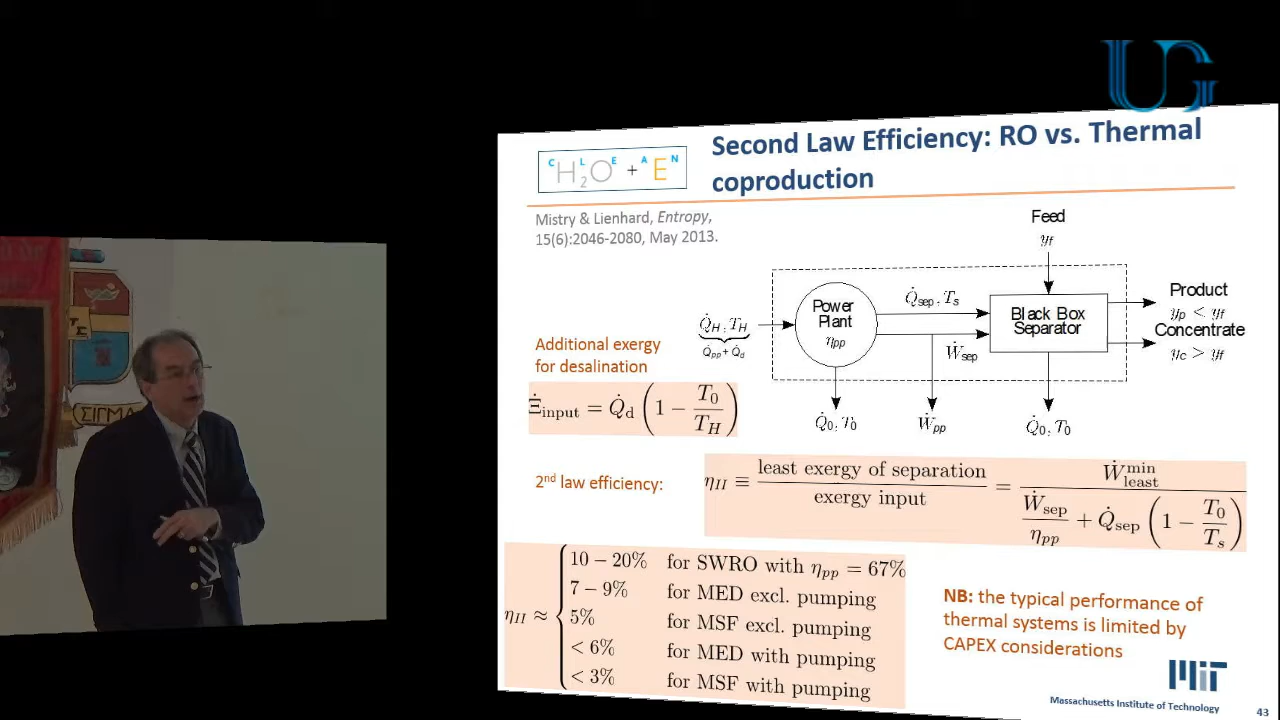 UG
Second Law Efficiency: RO vs. Thermal
coproduction
C L E A N
H₂O + E
Mistry & Lienhard, Entropy,
15(6):2046-2080, May 2013.
Feed
y_f
Power
Plant
η_pp
Q̇_sep, T_s
Ẇ_sep
Black Box
Separator
Product
y_p < y_f
Concentrate
y_c > y_f
Q̇_H, T_H
Q̇_pp + Q̇_d
Q̇_0, T_0
Ẇ_pp
Q̇_0, T_0
Additional exergy
for desalination
Ξ̇_input = Q̇_d (1 − T_0/T_H)
2nd law efficiency:
η_II ≡ least exergy of separation / exergy input = Ẇ_least^min / (Ẇ_sep/η_pp + Q̇_sep (1 − T_0/T_s))
η_II ≈
10 − 20% for SWRO with η_pp = 67%
7 − 9% for MED excl. pumping
5% for MSF excl. pumping
< 6% for MED with pumping
< 3% for MSF with pumping
NB: the typical performance of
thermal systems is limited by
CAPEX considerations
MIT
Massachusetts Institute of Technology
43
ΣΙΓΜΑ